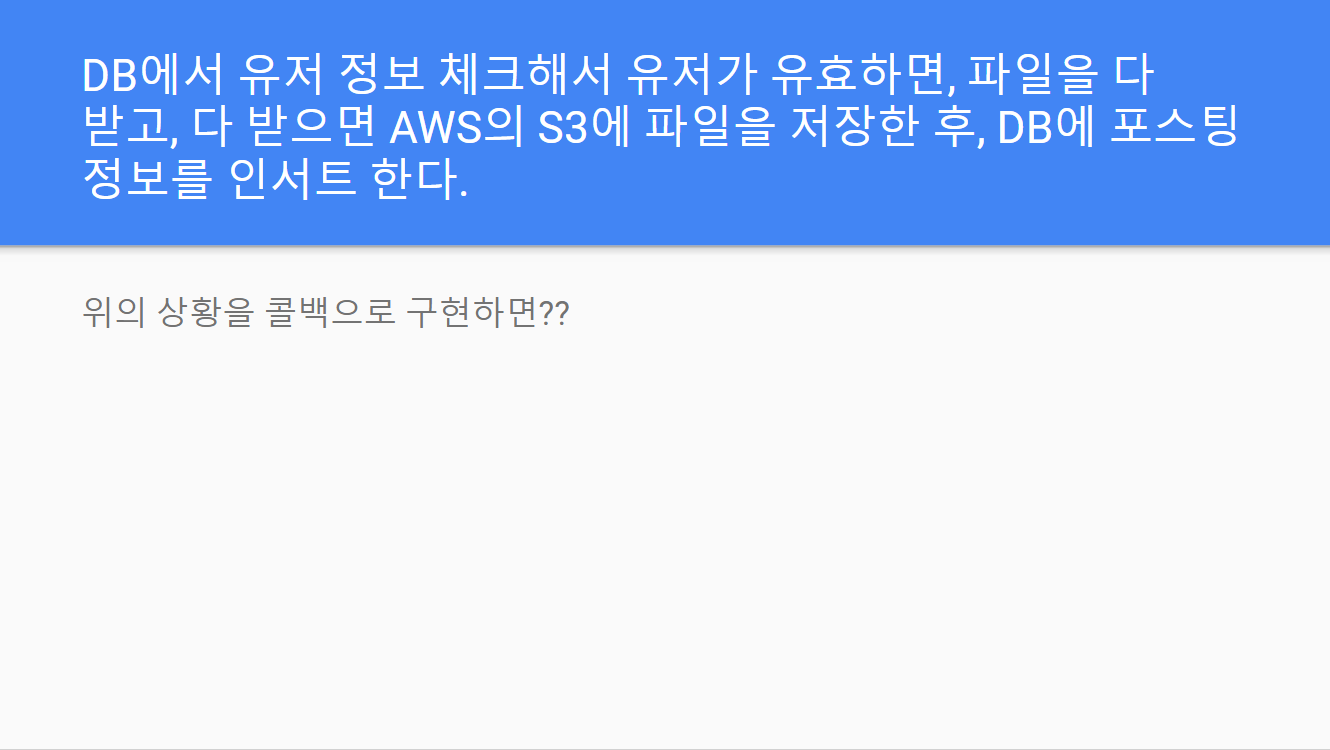 DB에서 유저 정보 체크해서 유저가 유효하면, 파일을 다
받고, 다 받으면 AWS의 S3에 파일을 저장한 후, DB에 포스팅
정보를 인서트 한다.
위의 상황을 콜백으로 구현하면??